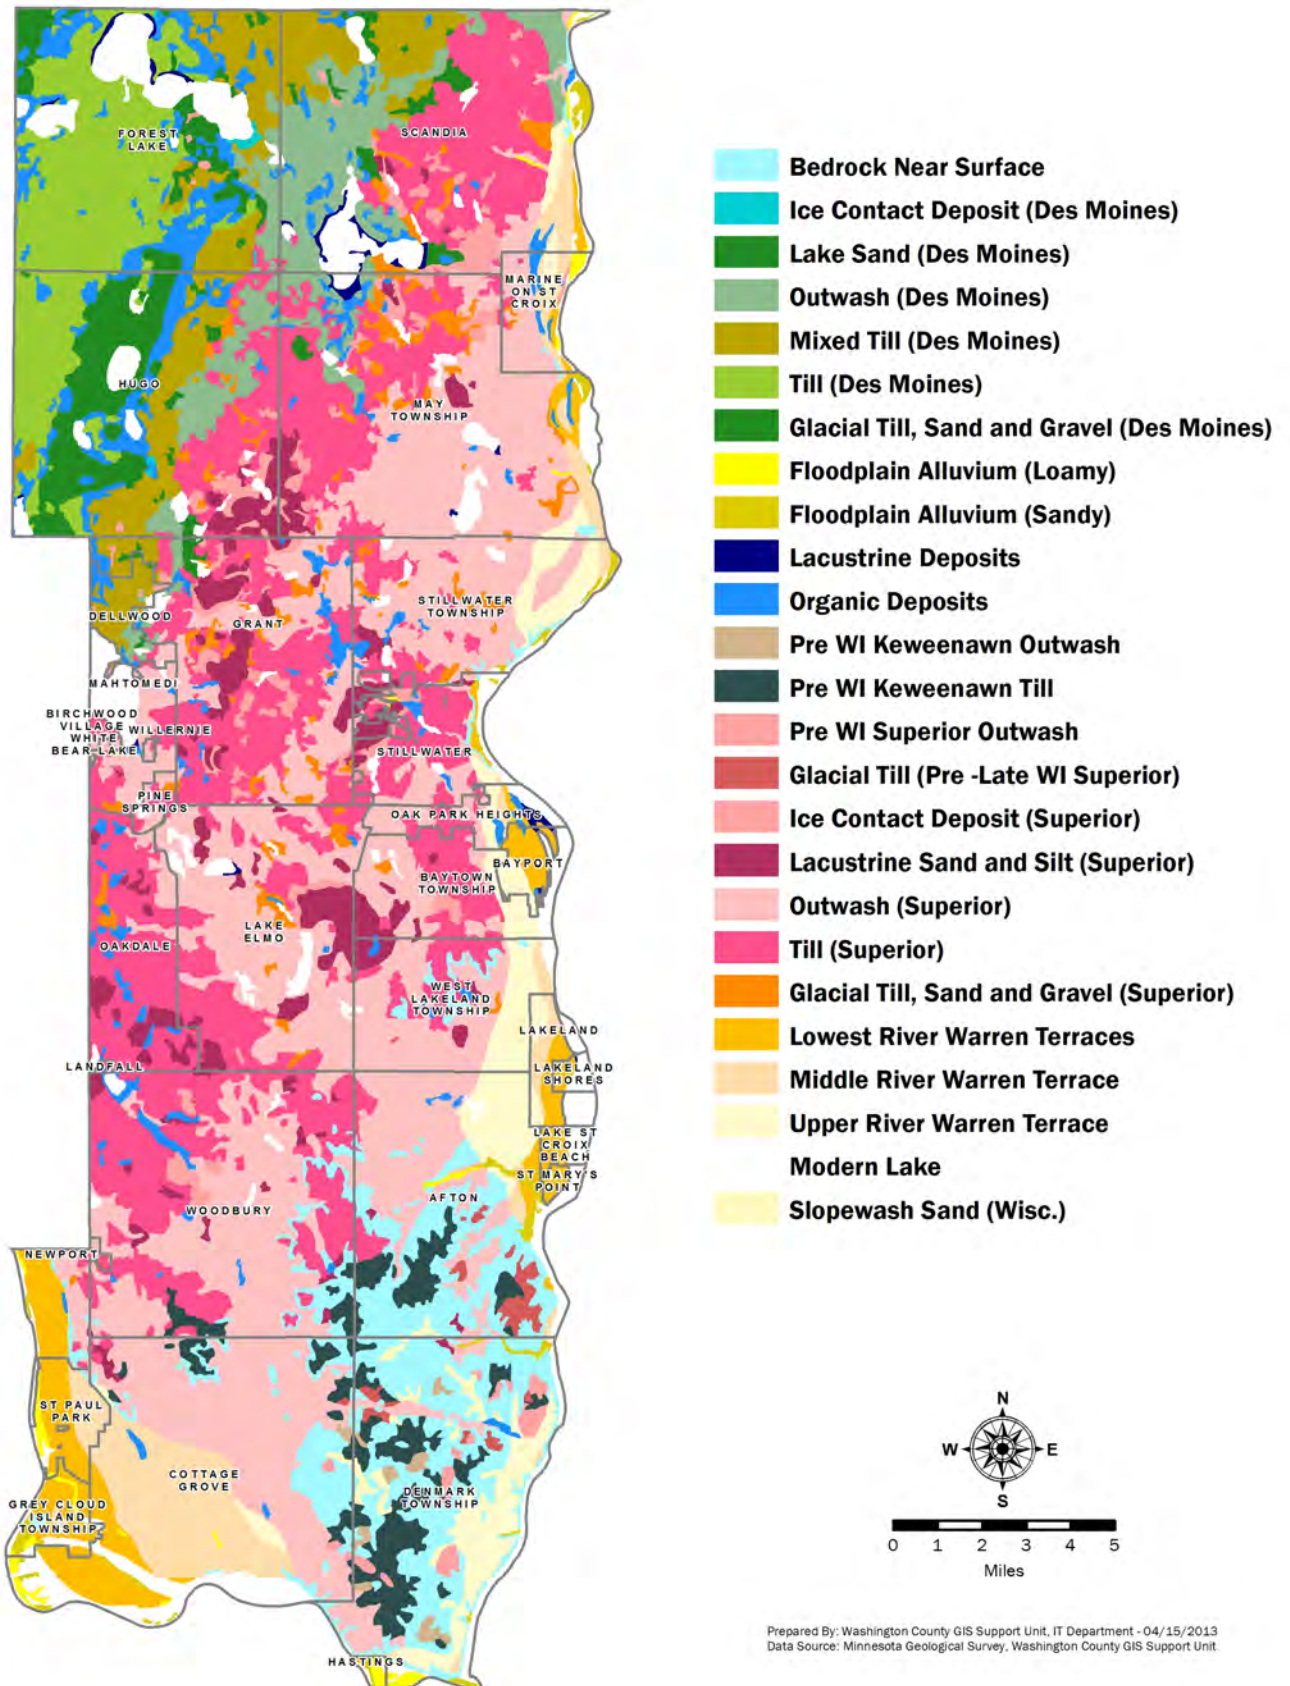 FOREST
LAKE
SCANDIA
MARINE
ON ST
CROIX
HUGO
MAY
TOWNSHIP
STILLWATER
TOWNSHIP
DELLWOOD
GRANT
MAHTOMEDI
BIRCHWOOD
VILLAGE
WILLERNIE
WHITE
BEAR LAKE
STILLWATER
PINE
SPRINGS
OAK PARK HEIGHTS
BAYPORT
BAYTOWN
TOWNSHIP
LAKE
ELMO
OAKDALE
WEST
LAKELAND
TOWNSHIP
LAKELAND
LANDFALL
LAKELAND
SHORES
LAKE ST
CROIX
BEACH
ST MARY'S
POINT
AFTON
WOODBURY
NEWPORT
ST PAUL
PARK
COTTAGE
GROVE
DENMARK
TOWNSHIP
GREY CLOUD
ISLAND
TOWNSHIP
HASTINGS
Bedrock Near Surface
Ice Contact Deposit (Des Moines)
Lake Sand (Des Moines)
Outwash (Des Moines)
Mixed Till (Des Moines)
Till (Des Moines)
Glacial Till, Sand and Gravel (Des Moines)
Floodplain Alluvium (Loamy)
Floodplain Alluvium (Sandy)
Lacustrine Deposits
Organic Deposits
Pre WI Keweenawn Outwash
Pre WI Keweenawn Till
Pre WI Superior Outwash
Glacial Till (Pre -Late WI Superior)
Ice Contact Deposit (Superior)
Lacustrine Sand and Silt (Superior)
Outwash (Superior)
Till (Superior)
Glacial Till, Sand and Gravel (Superior)
Lowest River Warren Terraces
Middle River Warren Terrace
Upper River Warren Terrace
Modern Lake
Slopewash Sand (Wisc.)
N
W E
S
0 1 2 3 4 5
Miles
Prepared By: Washington County GIS Support Unit, IT Department - 04/15/2013
Data Source: Minnesota Geological Survey, Washington County GIS Support Unit